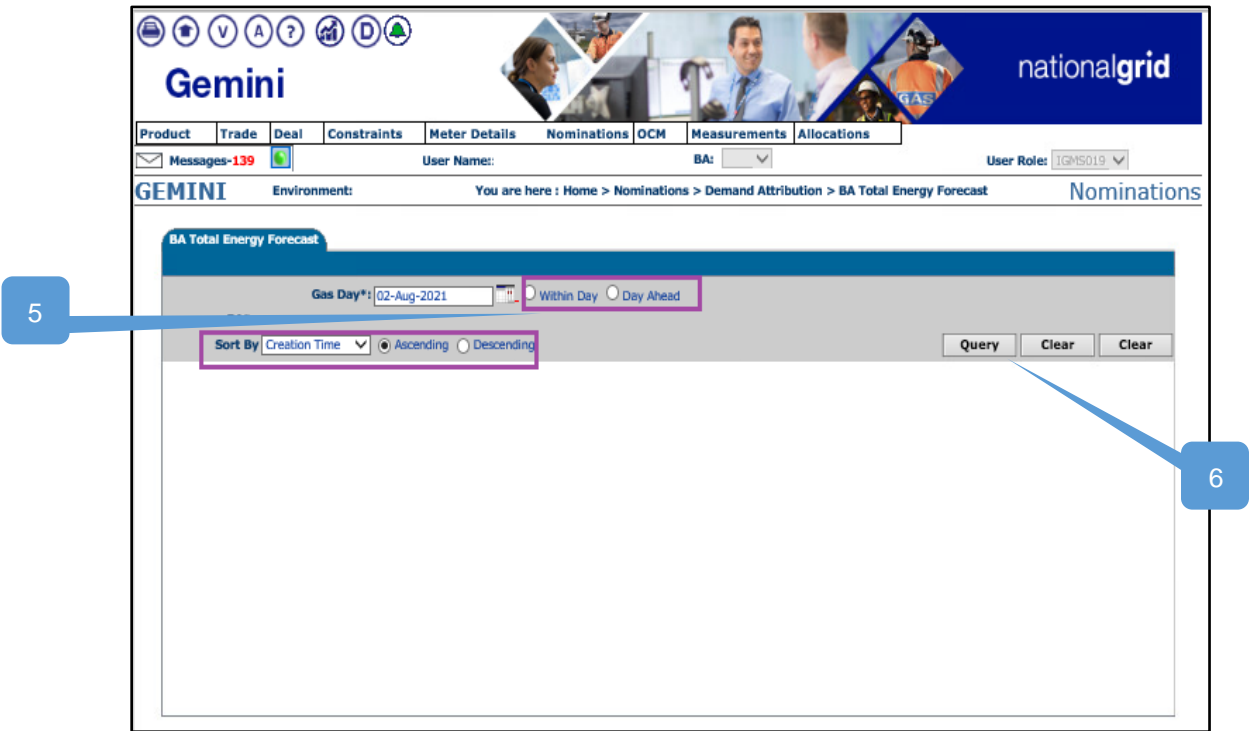 V A ? D
Gemini
GAS
nationalgrid
Product Trade Deal Constraints Meter Details Nominations OCM Measurements Allocations
Messages-139 User Name:: BA: User Role: IGMS019
GEMINI Environment: You are here : Home > Nominations > Demand Attribution > BA Total Energy Forecast Nominations
BA Total Energy Forecast
Gas Day*: 02-Aug-2021 Within Day Day Ahead
5
Sort By Creation Time Ascending Descending Query Clear Clear
6